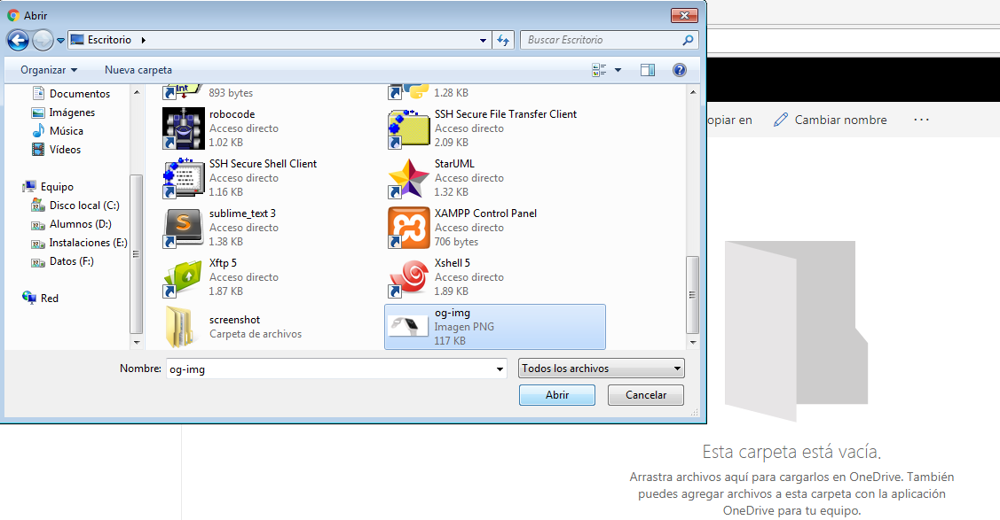 Abrir
Escritorio
Buscar Escritorio
Organizar
Nueva carpeta
Documentos
Imágenes
Música
Vídeos
Equipo
Disco local (C:)
Alumnos (D:)
Instalaciones (E:)
Datos (F:)
Red
893 bytes
1.28 KB
robocode
Acceso directo
1.02 KB
SSH Secure File Transfer Client
Acceso directo
2.09 KB
SSH Secure Shell Client
Acceso directo
1.16 KB
StarUML
Acceso directo
1.32 KB
sublime_text 3
Acceso directo
1.38 KB
XAMPP Control Panel
Acceso directo
706 bytes
Xftp 5
Acceso directo
1.87 KB
Xshell 5
Acceso directo
1.89 KB
screenshot
Carpeta de archivos
og-img
Imagen PNG
117 KB
Nombre: og-img
Todos los archivos
Abrir
Cancelar
opiar en
Cambiar nombre
...
Esta carpeta está vacía.
Arrastra archivos aquí para cargarlos en OneDrive. También
puedes agregar archivos a esta carpeta con la aplicación
OneDrive para tu equipo.